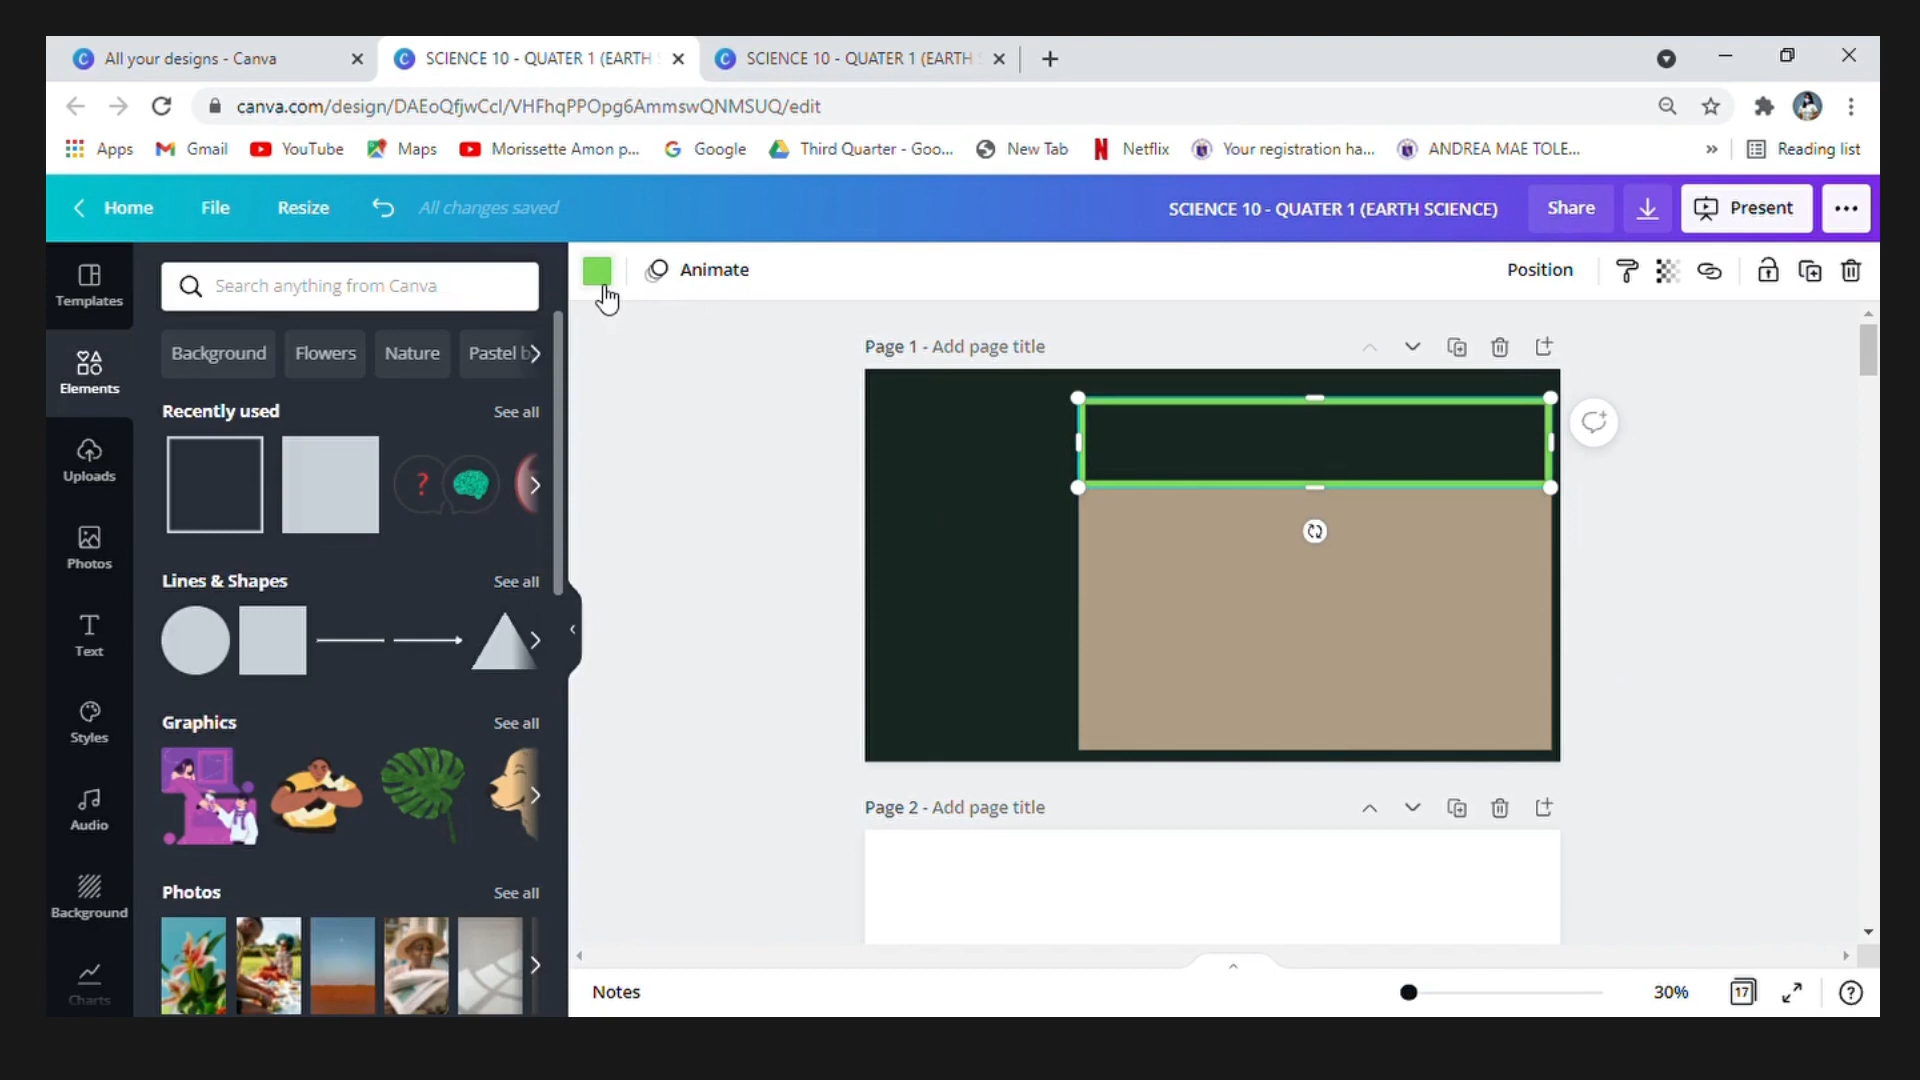 All your designs - Canva
SCIENCE 10 - QUATER 1 (EARTH
SCIENCE 10 - QUATER 1 (EARTH
canva.com/design/DAEoQfjwCcI/VHFhqPPOpg6AmmswQNMSUQ/edit
Apps
Gmail
YouTube
Maps
Morissette Amon p...
Google
Third Quarter - Goo...
New Tab
Netflix
Your registration ha...
ANDREA MAE TOLE...
Reading list
Home
File
Resize
All changes saved
SCIENCE 10 - QUATER 1 (EARTH SCIENCE)
Share
Present
Templates
Elements
Uploads
Photos
Text
Styles
Audio
Background
Charts
Search anything from Canva
Background
Flowers
Nature
Pastel b
Recently used
See all
Lines & Shapes
See all
Graphics
See all
Photos
See all
Animate
Position
Page 1 - Add page title
Page 2 - Add page title
Notes
30%
17